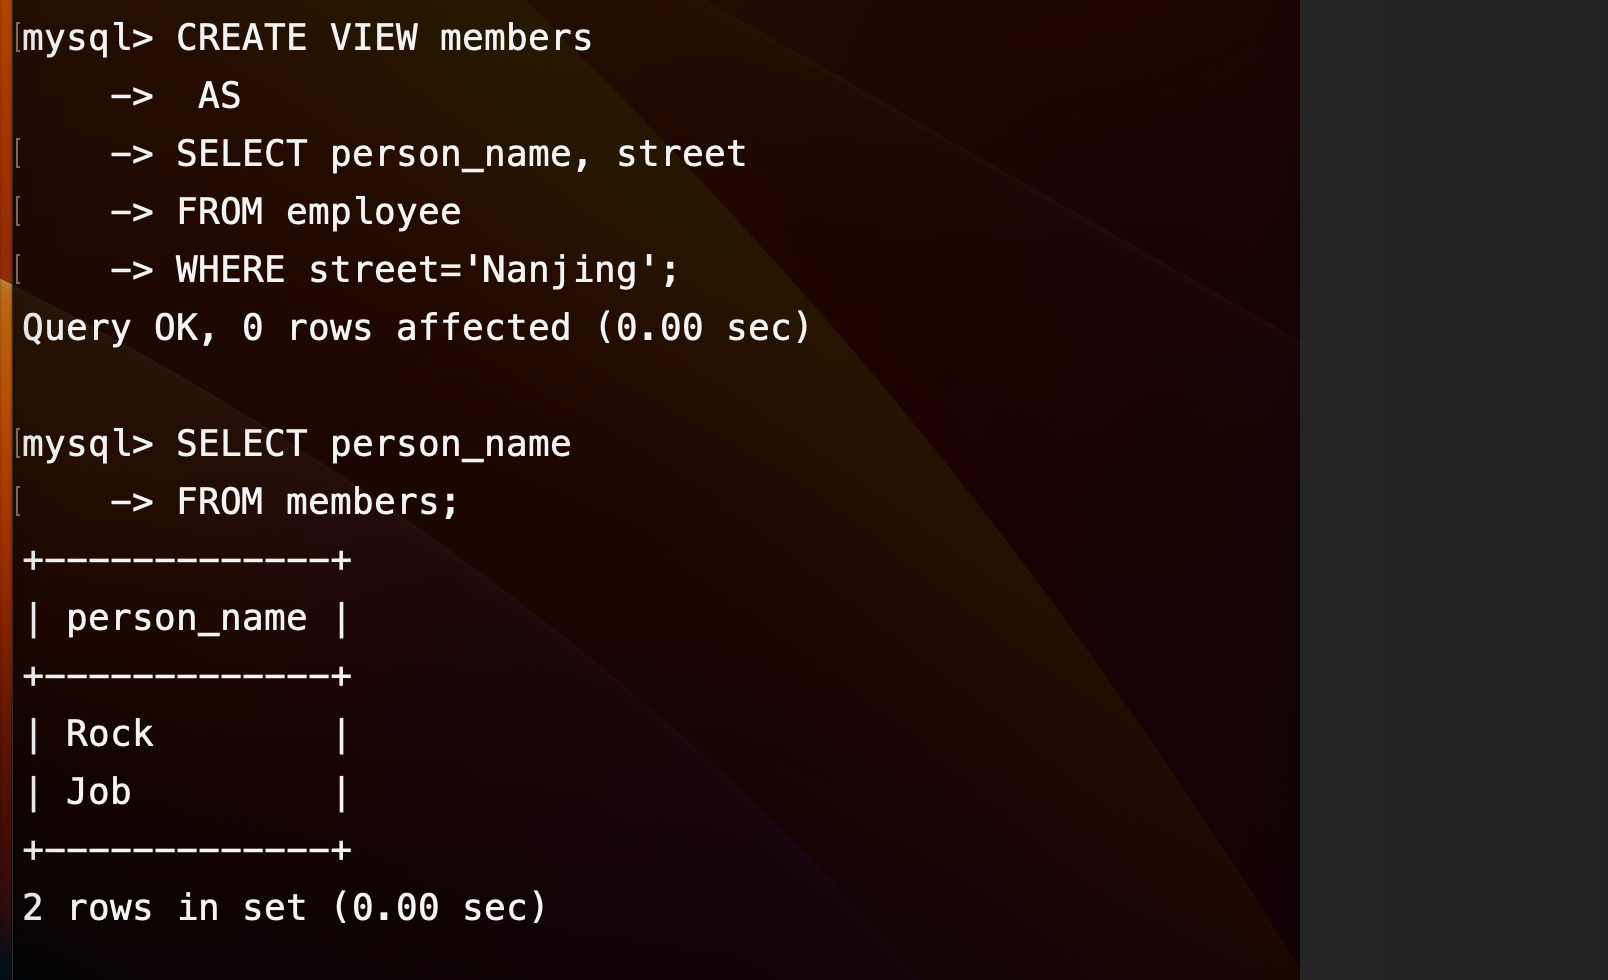 mysql> CREATE VIEW members
    ->  AS
    -> SELECT person_name, street
    -> FROM employee
    -> WHERE street='Nanjing';
Query OK, 0 rows affected (0.00 sec)

mysql> SELECT person_name
    -> FROM members;
+-------------+
| person_name |
+-------------+
| Rock        |
| Job         |
+-------------+
2 rows in set (0.00 sec)